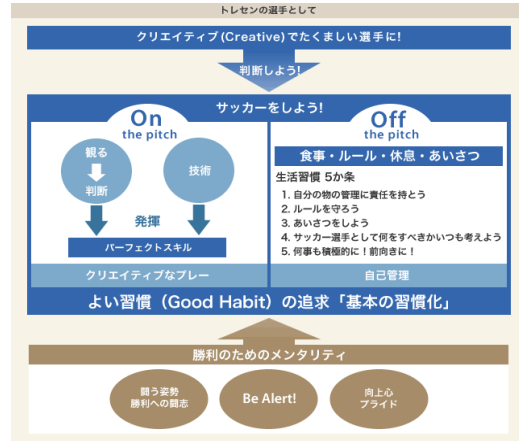 トレセンの選手として
クリエイティブ(Creative)でたくましい選手に!
判断しよう!
サッカーをしよう!
On
the pitch
観る
判断
技術
発揮
パーフェクトスキル
クリエイティブなプレー
Off
the pitch
食事・ルール・休息・あいさつ
生活習慣 5か条
1. 自分の物の管理に責任を持とう
2. ルールを守ろう
3. あいさつをしよう
4. サッカー選手として何をすべきかいつも考えよう
5. 何事も積極的に!前向きに!
自己管理
よい習慣(Good Habit)の追求「基本の習慣化」
勝利のためのメンタリティ
闘う姿勢
勝利への闘志
Be Alert!
向上心
プライド